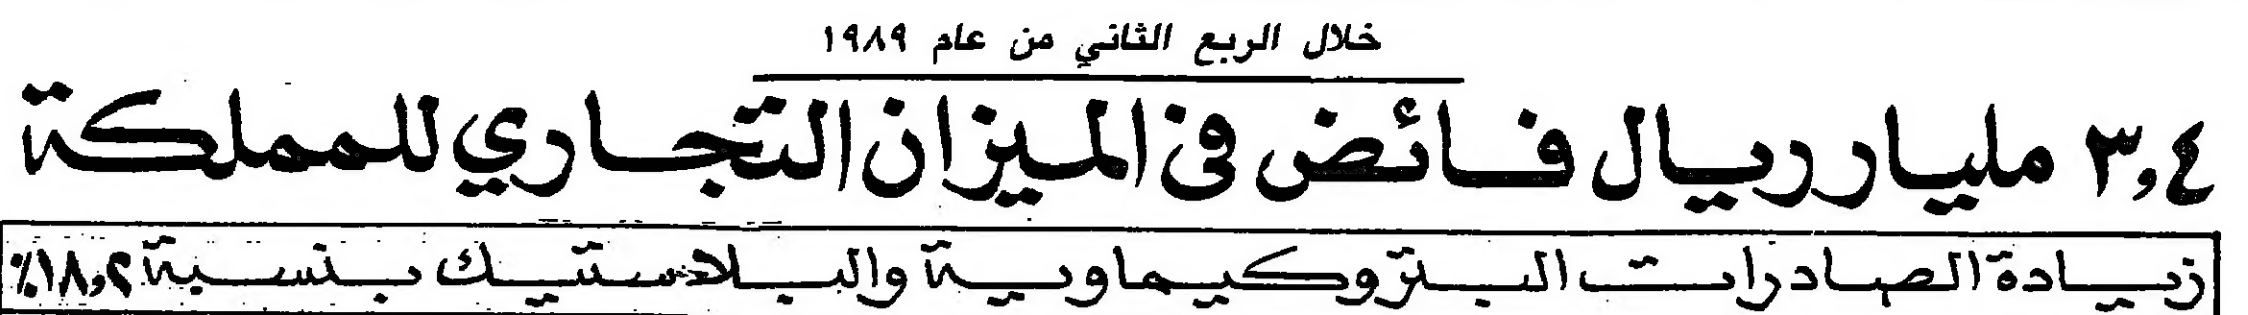 خلال الربع الثاني من عام ١٩٨٩
٣,٤ مليار ريال فائض في الميزان التجاري للمملكة
زيادة الصادرات البتروكيماوية والبلاستيك بنسبة ١٨,٢٪